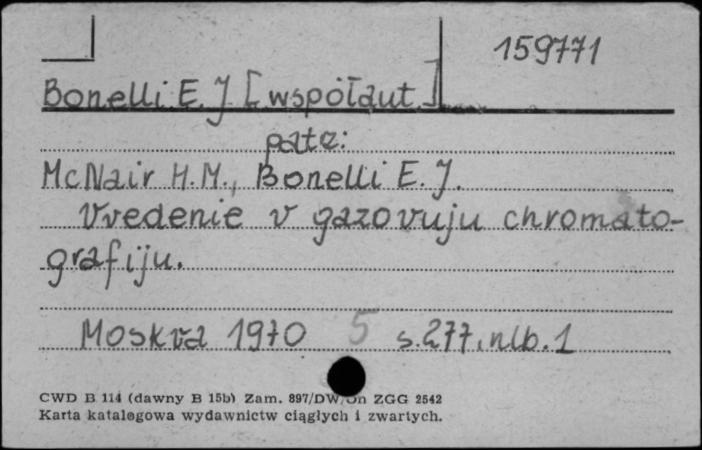 159771
Bonelli E. J [współaut.]
patz:
McNair H.M., Bonelli E. J.
Vvedenie v gazovuju chromato-
grafiju.
Moskva 1970 5 s.277, nlb. 1
CWD B 114 (dawny B 15b) Zam. 897/DW/On ZGG 2542
Karta katalogowa wydawnictw ciągłych i zwartych.